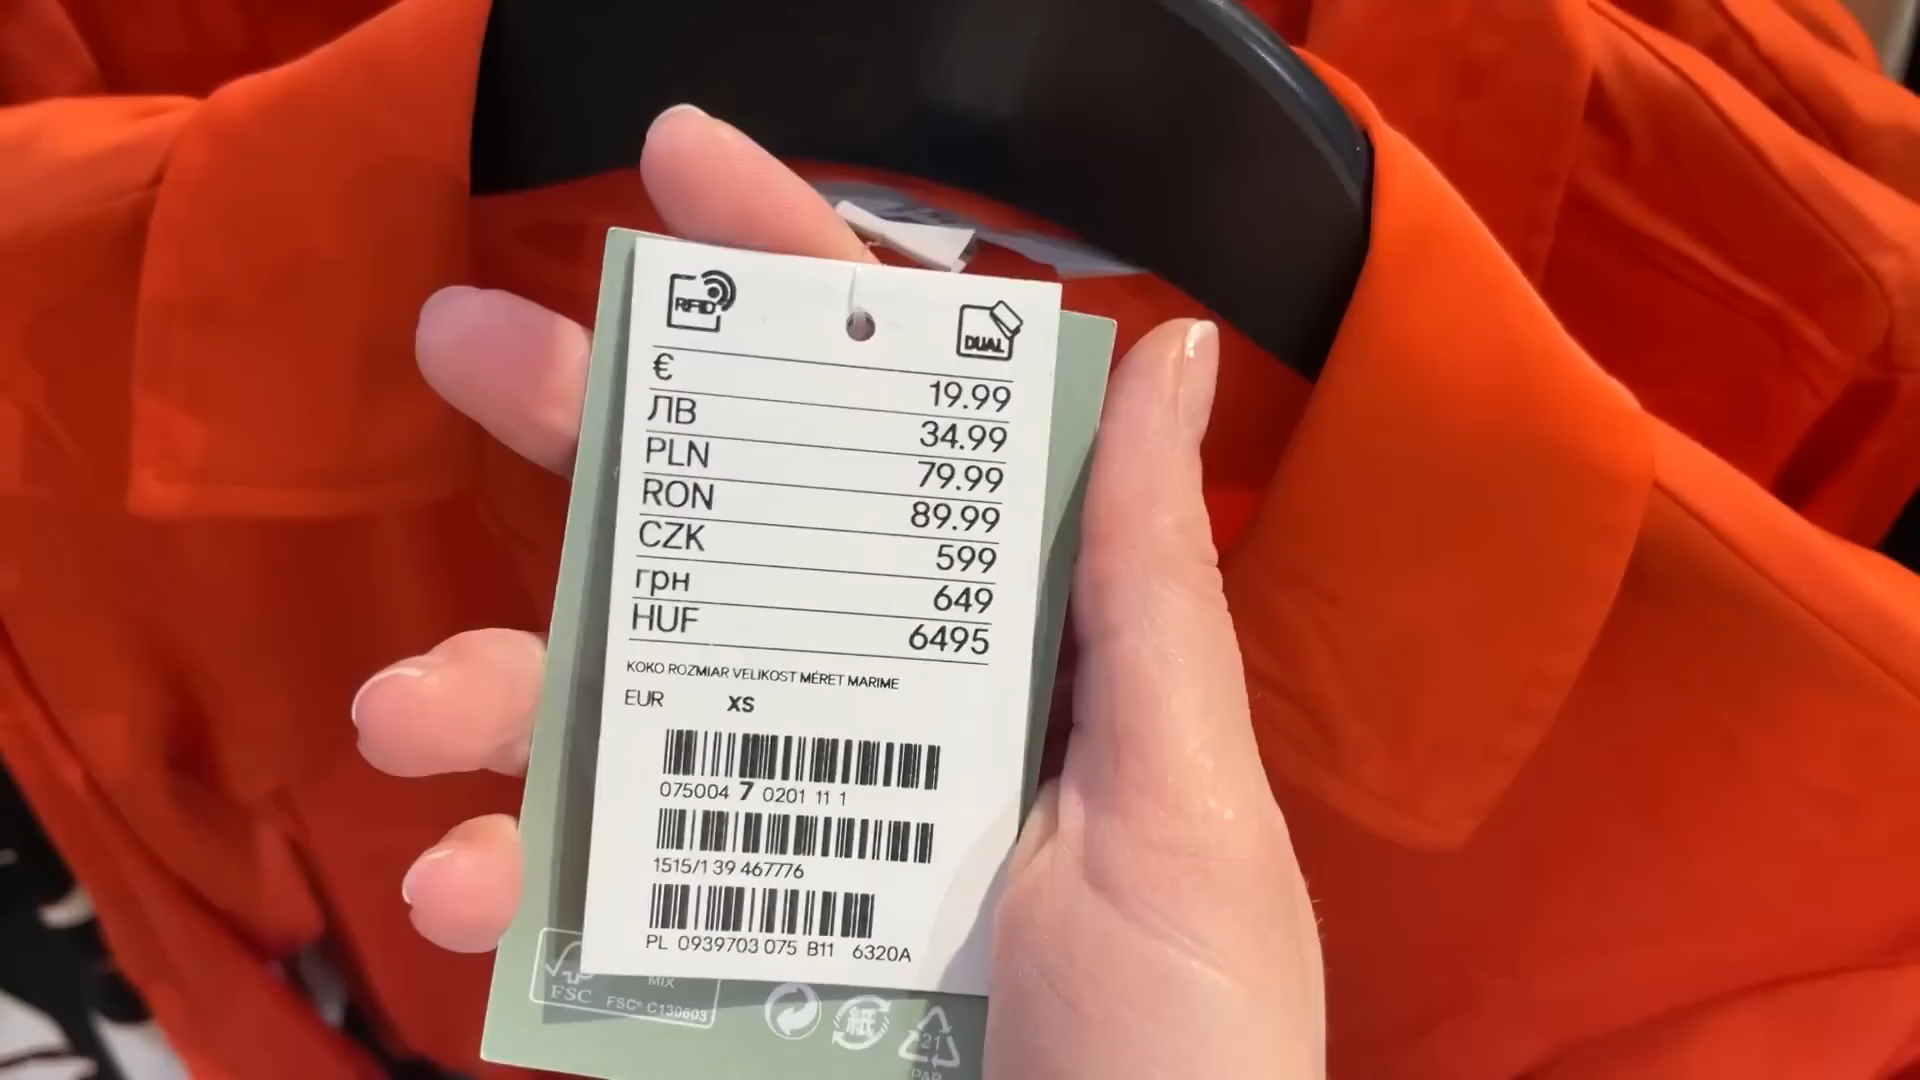 RFID
DUAL
€ 19.99
ЛВ 34.99
PLN 79.99
RON 89.99
CZK 599
грн 649
HUF 6495
KOKO ROZMIAR VELIKOST MÉRET MARIME
EUR XS
075004 7 0201 11 1
1515/1 39 467776
PL 0939703 075 B11 6320A
MIX
FSC FSC® C130603
紙
21
PAP